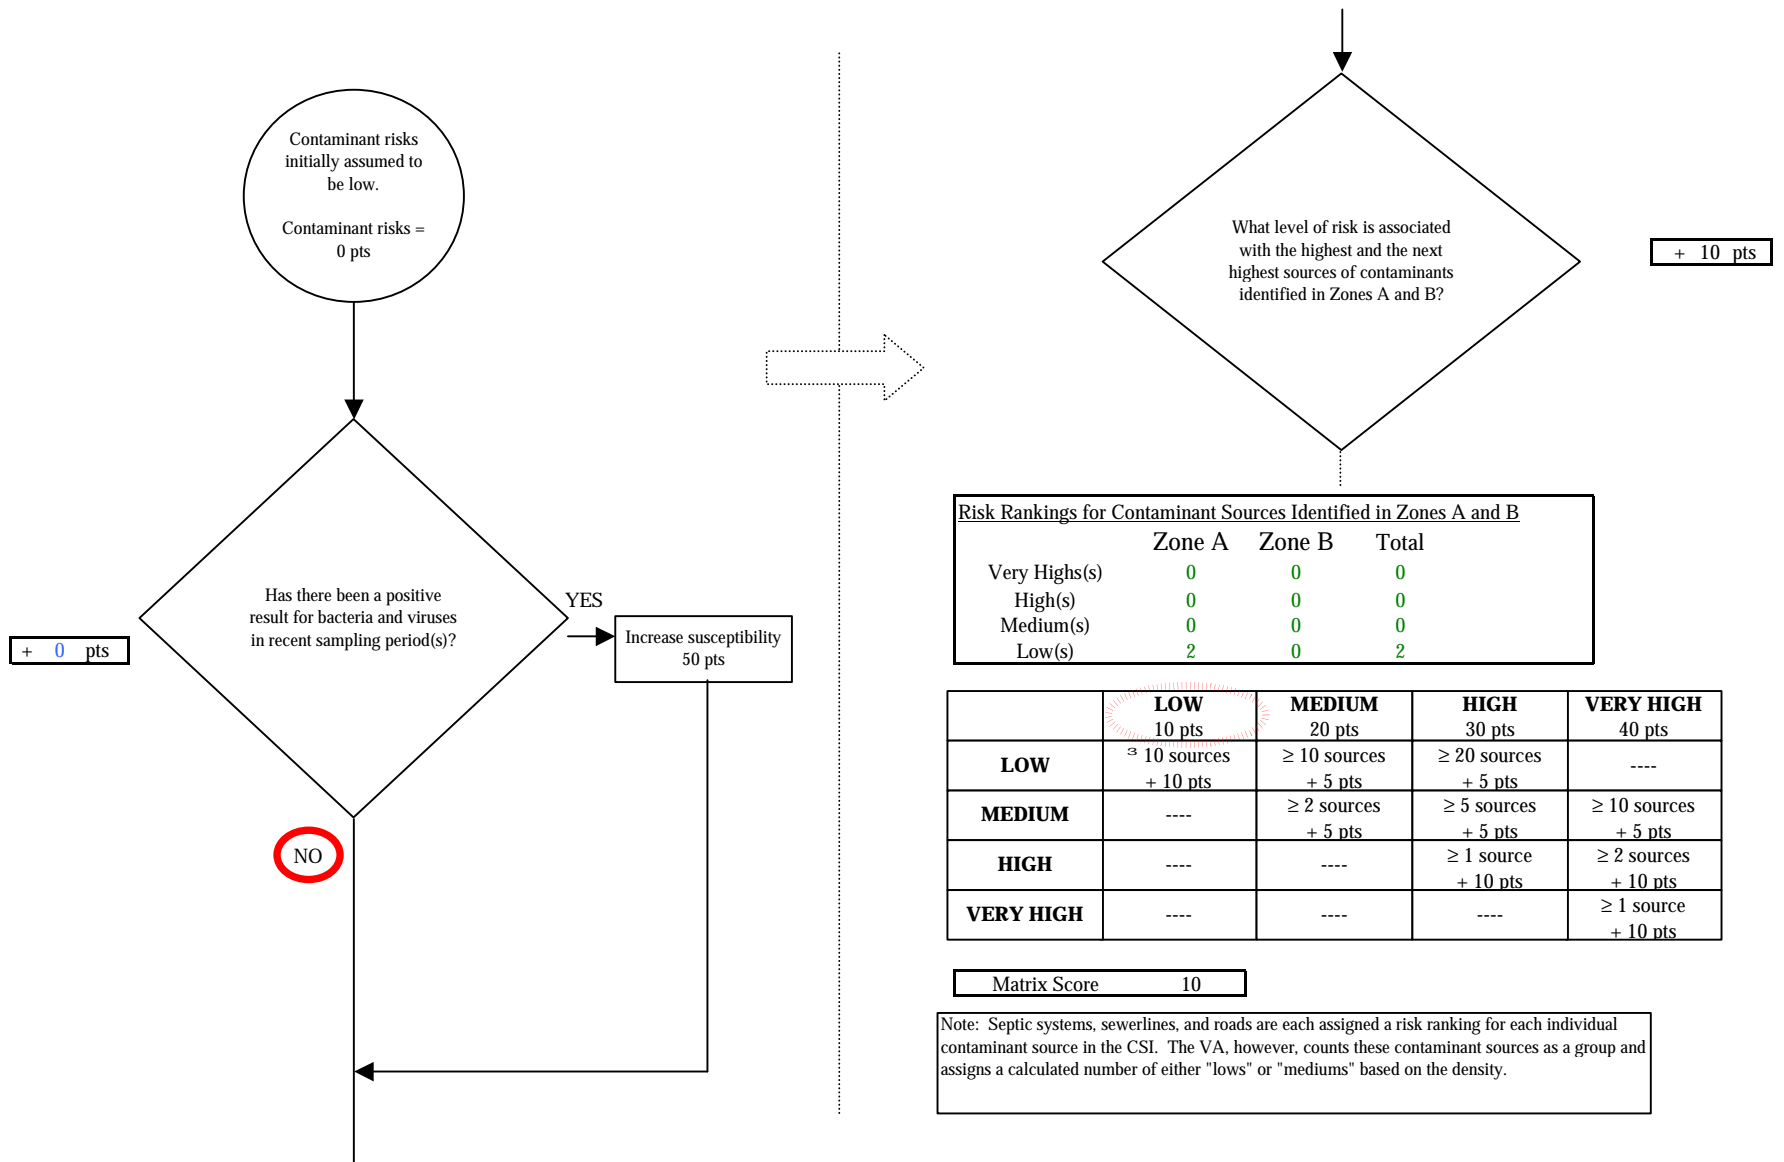 Contaminant risks
initially assumed to
be low.
Contaminant risks =
0 pts
Has there been a positive
result for bacteria and viruses
in recent sampling period(s)?
+ 0 pts
YES
Increase susceptibility
50 pts
NO
What level of risk is associated
with the highest and the next
highest sources of contaminants
identified in Zones A and B?
+ 10 pts
Risk Rankings for Contaminant Sources Identified in Zones A and B
Zone A Zone B Total
Very Highs(s) 0 0 0
High(s) 0 0 0
Medium(s) 0 0 0
Low(s) 2 0 2
LOW MEDIUM HIGH VERY HIGH
10 pts 20 pts 30 pts 40 pts
LOW ³ 10 sources ≥ 10 sources ≥ 20 sources ----
+ 10 pts + 5 pts + 5 pts
MEDIUM ---- ≥ 2 sources ≥ 5 sources ≥ 10 sources
+ 5 pts + 5 pts + 5 pts
HIGH ---- ---- ≥ 1 source ≥ 2 sources
+ 10 pts + 10 pts
VERY HIGH ---- ---- ---- ≥ 1 source
+ 10 pts
Matrix Score 10
Note: Septic systems, sewerlines, and roads are each assigned a risk ranking for each individual
contaminant source in the CSI. The VA, however, counts these contaminant sources as a group and
assigns a calculated number of either "lows" or "mediums" based on the density.